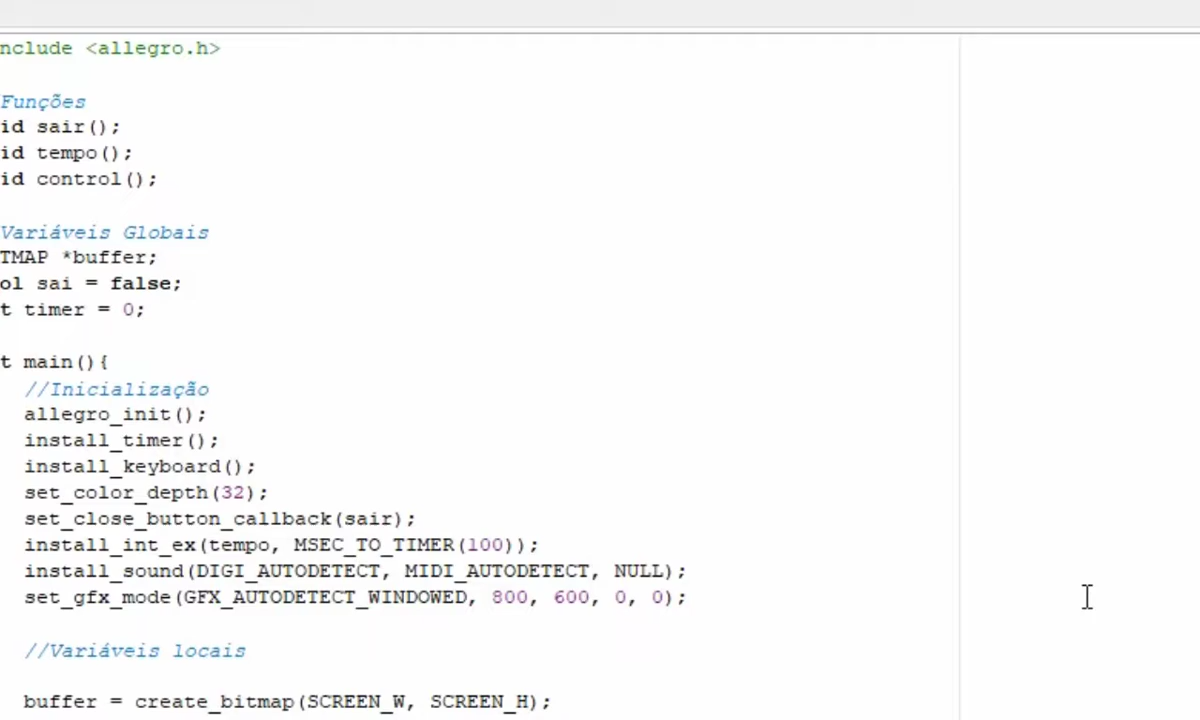 nclude <allegro.h>
Funções
id sair();
id tempo();
id control();
Variáveis Globais
TMAP *buffer;
ol sai = false;
t timer = 0;
t main(){
//Inicialização
allegro_init();
install_timer();
install_keyboard();
set_color_depth(32);
set_close_button_callback(sair);
install_int_ex(tempo, MSEC_TO_TIMER(100));
install_sound(DIGI_AUTODETECT, MIDI_AUTODETECT, NULL);
set_gfx_mode(GFX_AUTODETECT_WINDOWED, 800, 600, 0, 0);
//Variáveis locais
buffer = create_bitmap(SCREEN_W, SCREEN_H);